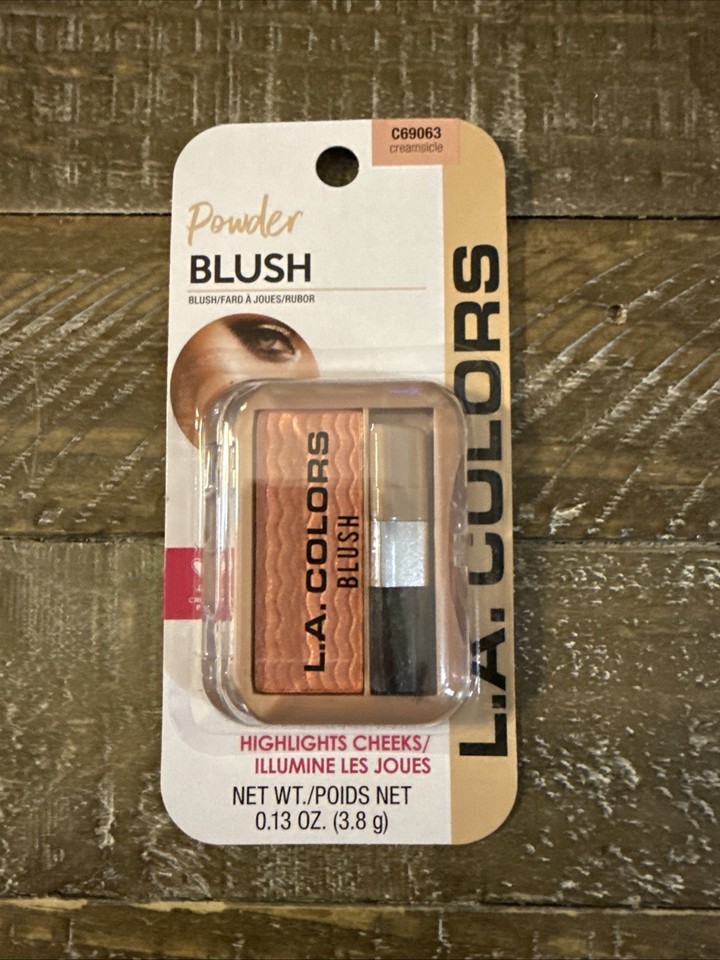 C69063
creamsicle
Powder
BLUSH
BLUSH/FARD À JOUES/RUBOR
L.A. COLORS
L.A. COLORS
BLUSH
HIGHLIGHTS CHEEKS/
ILLUMINE LES JOUES
NET WT./POIDS NET
0.13 OZ. (3.8 g)